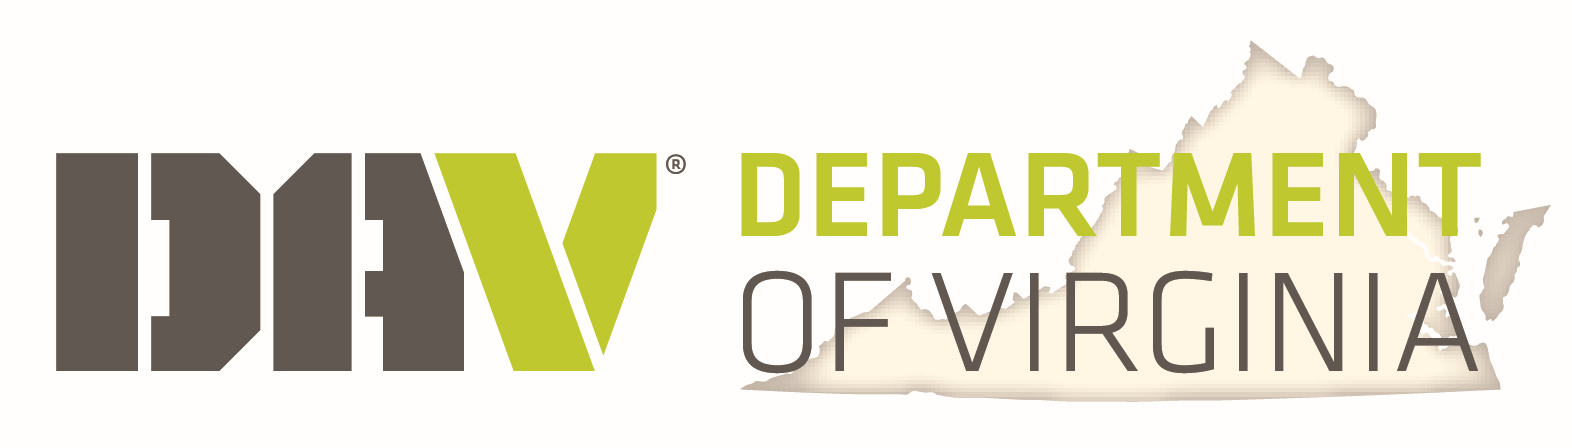 DAV®
DEPARTMENT
OF VIRGINIA